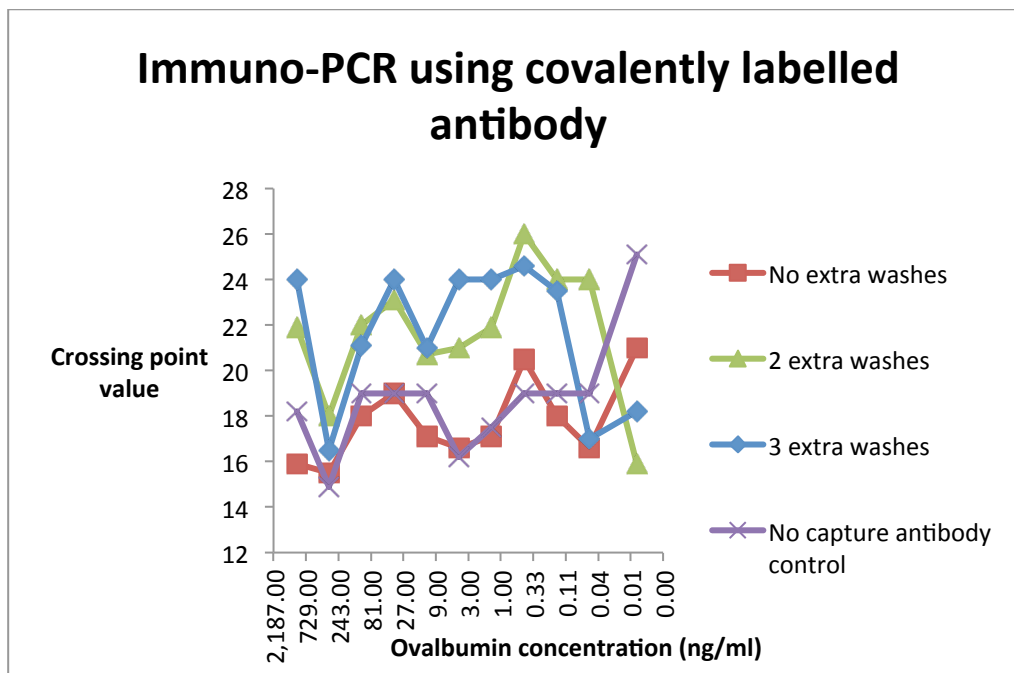 Immuno-PCR using covalently labelled
antibody
28
26
24
22
20
18
16
14
12
Crossing point
value
2,187.00
729.00
243.00
81.00
27.00
9.00
3.00
1.00
0.33
0.11
0.04
0.01
0.00
Ovalbumin concentration (ng/ml)
No extra washes
2 extra washes
3 extra washes
No capture antibody
control